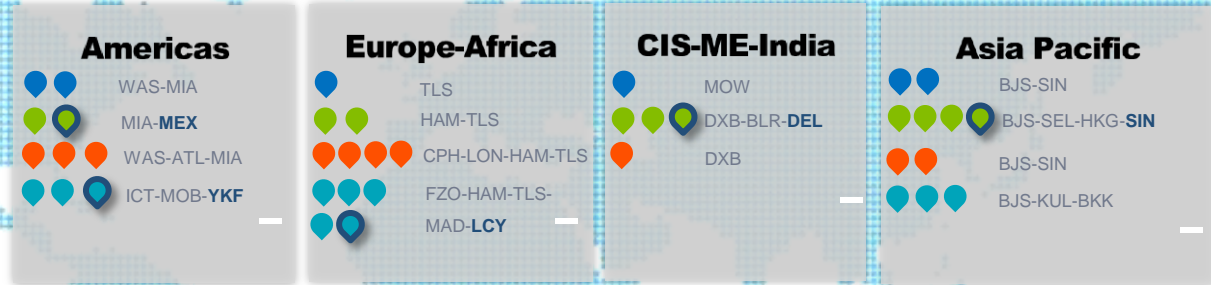 Americas
WAS-MIA
MIA-MEX
WAS-ATL-MIA
ICT-MOB-YKF
Europe-Africa
TLS
HAM-TLS
CPH-LON-HAM-TLS
FZO-HAM-TLS-
MAD-LCY
CIS-ME-India
MOW
DXB-BLR-DEL
DXB
Asia Pacific
BJS-SIN
BJS-SEL-HKG-SIN
BJS-SIN
BJS-KUL-BKK